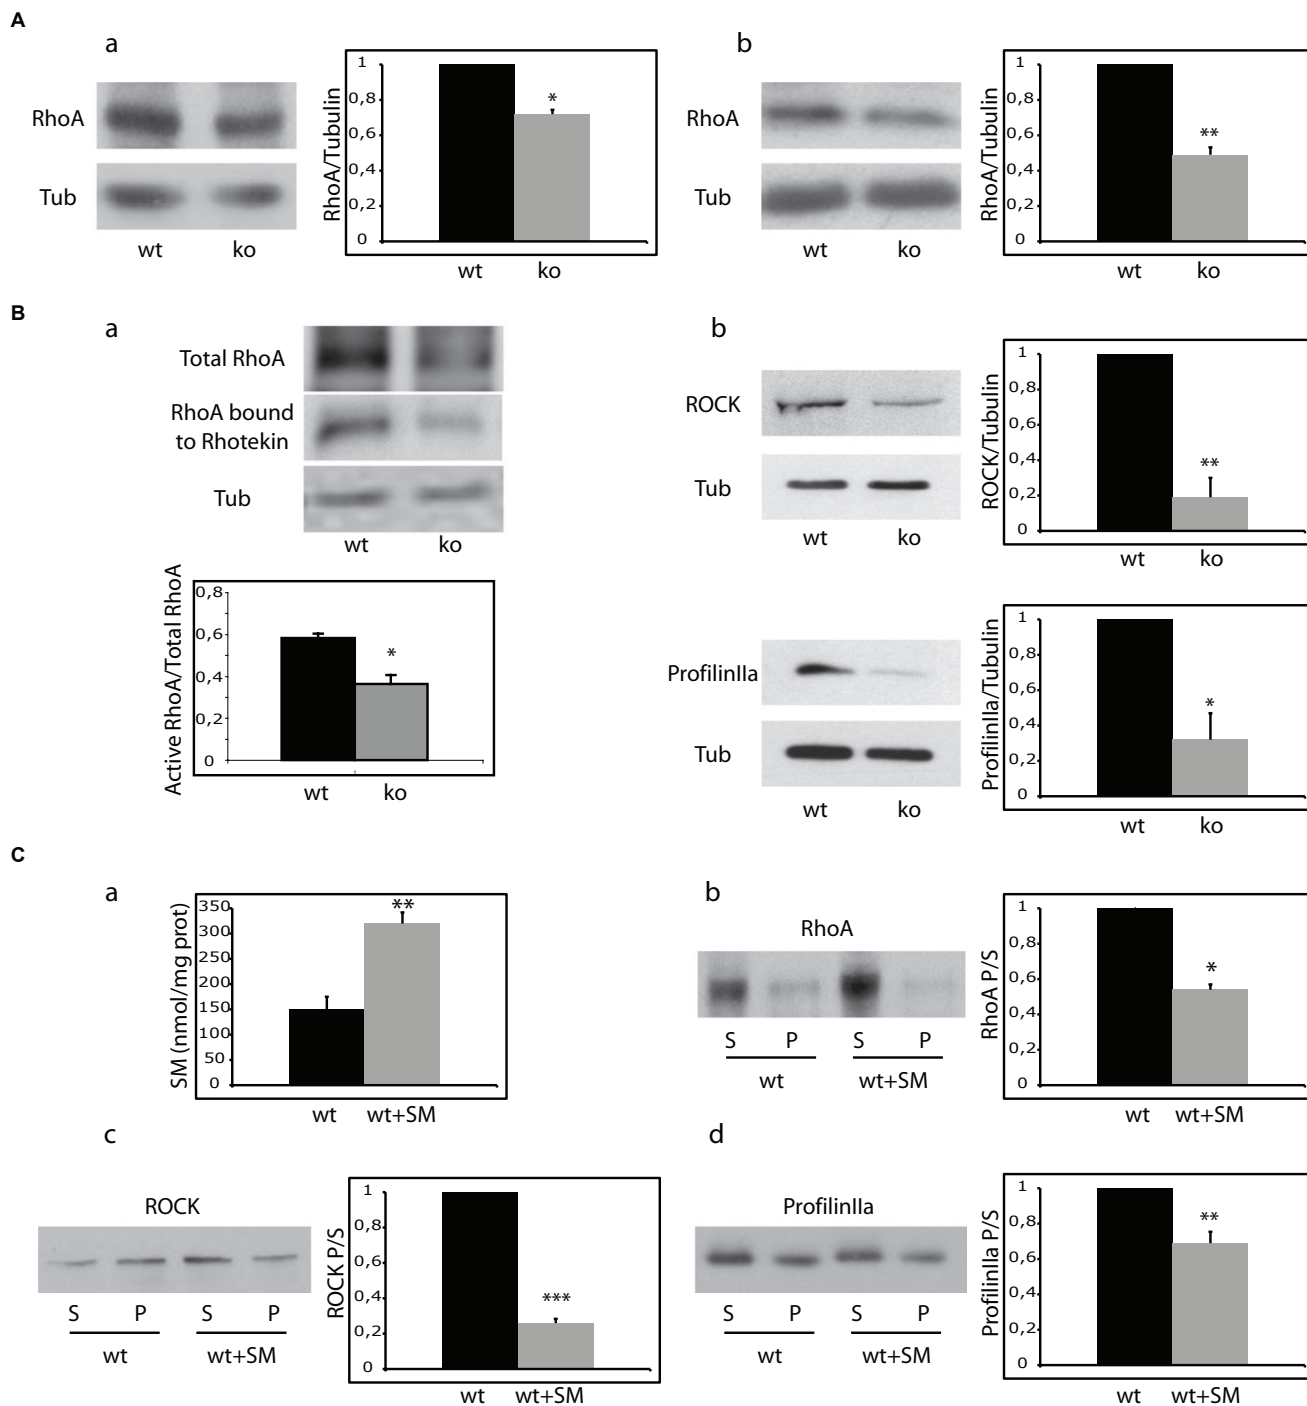 A
a
RhoA
Tub
wt ko
RhoA/Tubulin
1
0,8
0,6
0,4
0,2
0
*
wt ko
b
RhoA
Tub
RhoA/Tubulin
1
0,8
0,6
0,4
0,2
0
**
wt ko
B
a
Total RhoA
RhoA bound
to Rhotekin
Tub
wt ko
Active RhoA/Total RhoA
0,8
0,6
0,4
0,2
0
*
wt ko
b
ROCK
Tub
wt ko
ROCK/Tubulin
1
0,8
0,6
0,4
0,2
0
**
wt ko
ProfilinIIa
Tub
wt ko
ProfilinIIa/Tubulin
1
0,8
0,6
0,4
0,2
0
*
wt ko
C
a
SM (nmol/mg prot)
350
300
250
200
150
100
50
0
**
wt wt+SM
b
RhoA
S P S P
wt wt+SM
RhoA P/S
1
0,8
0,6
0,4
0,2
0
*
wt wt+SM
c
ROCK
S P S P
wt wt+SM
ROCK P/S
1
0,8
0,6
0,4
0,2
0
***
wt wt+SM
d
ProfilinIIa
S P S P
wt wt+SM
ProfilinIIa P/S
1
0,8
0,6
0,4
0,2
0
**
wt wt+SM